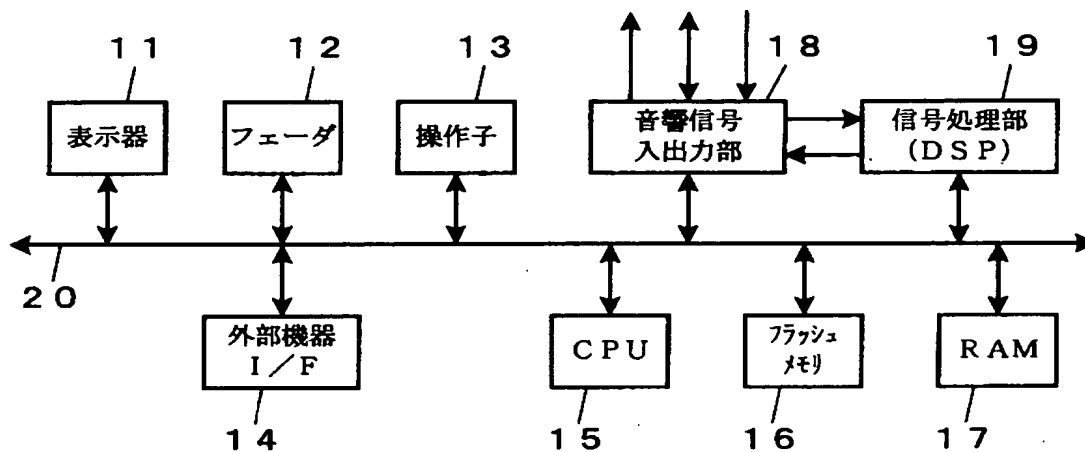 11
12
13
18
19
表示器
フェーダ
操作子
音響信号
入出力部
信号処理部
(DSP)
20
外部機器
I/F
CPU
フラッシュ
メモリ
RAM
14
15
16
17